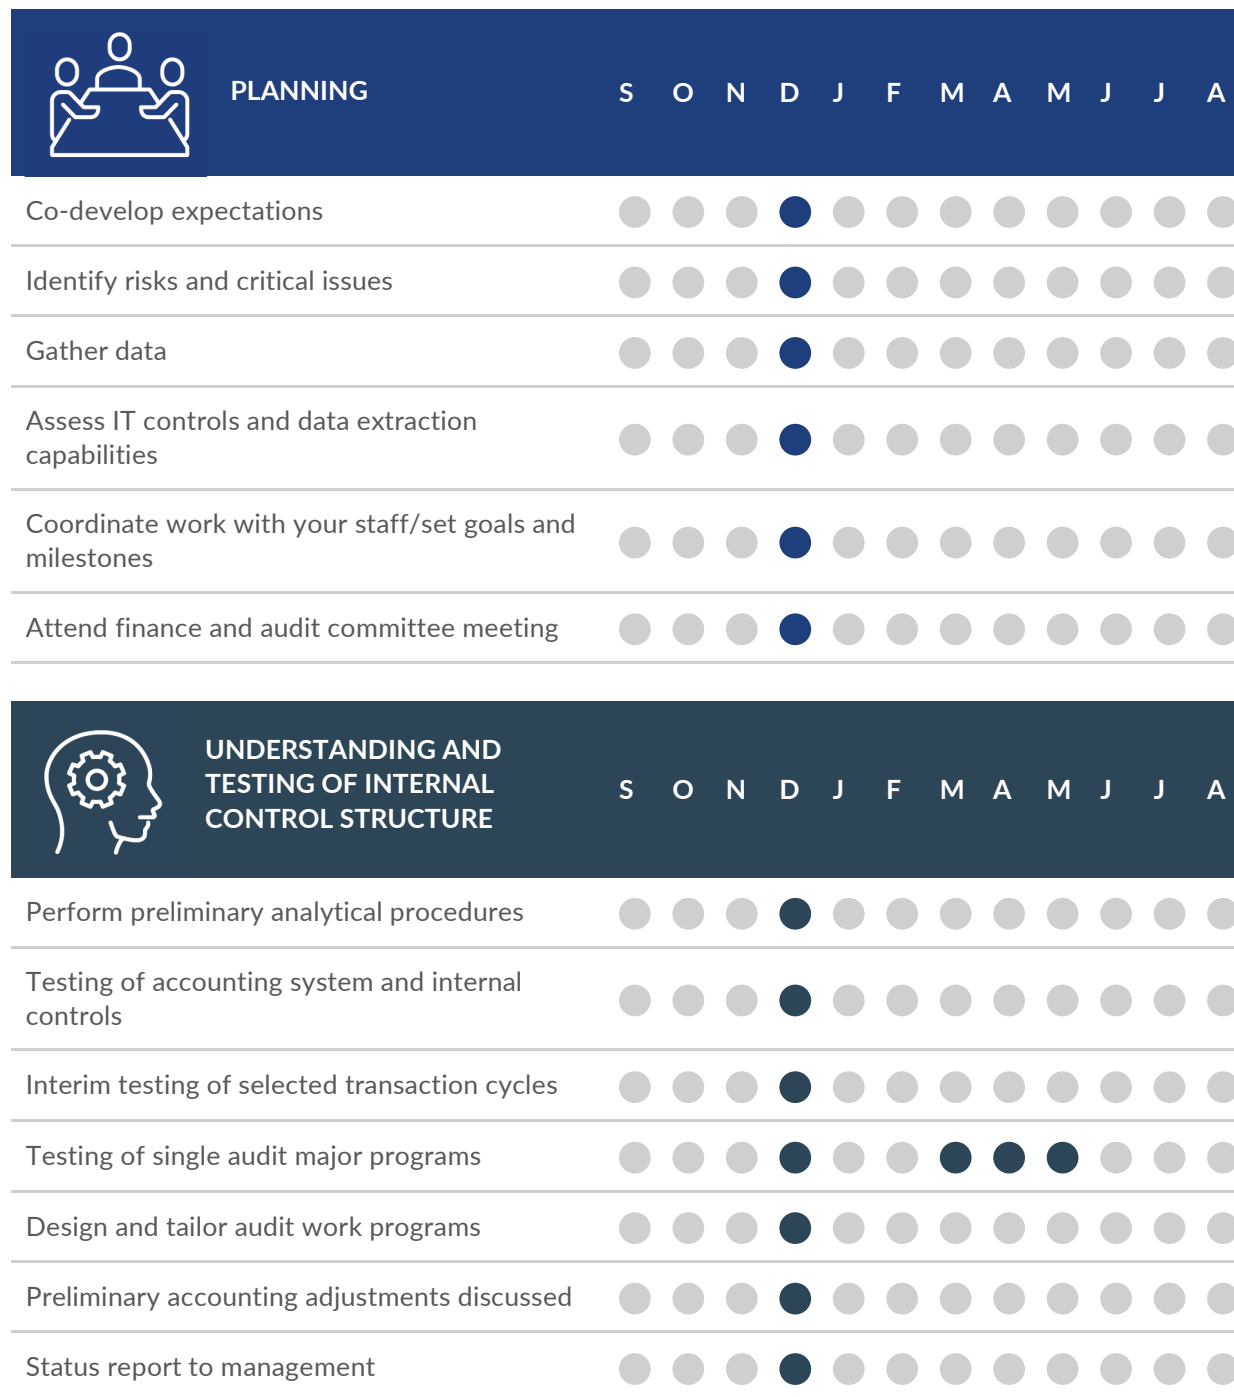 PLANNING S O N D J F M A M J J A
Co-develop expectations
Identify risks and critical issues
Gather data
Assess IT controls and data extraction
capabilities
Coordinate work with your staff/set goals and
milestones
Attend finance and audit committee meeting
UNDERSTANDING AND
TESTING OF INTERNAL S O N D J F M A M J J A
CONTROL STRUCTURE
Perform preliminary analytical procedures
Testing of accounting system and internal
controls
Interim testing of selected transaction cycles
Testing of single audit major programs
Design and tailor audit work programs
Preliminary accounting adjustments discussed
Status report to management